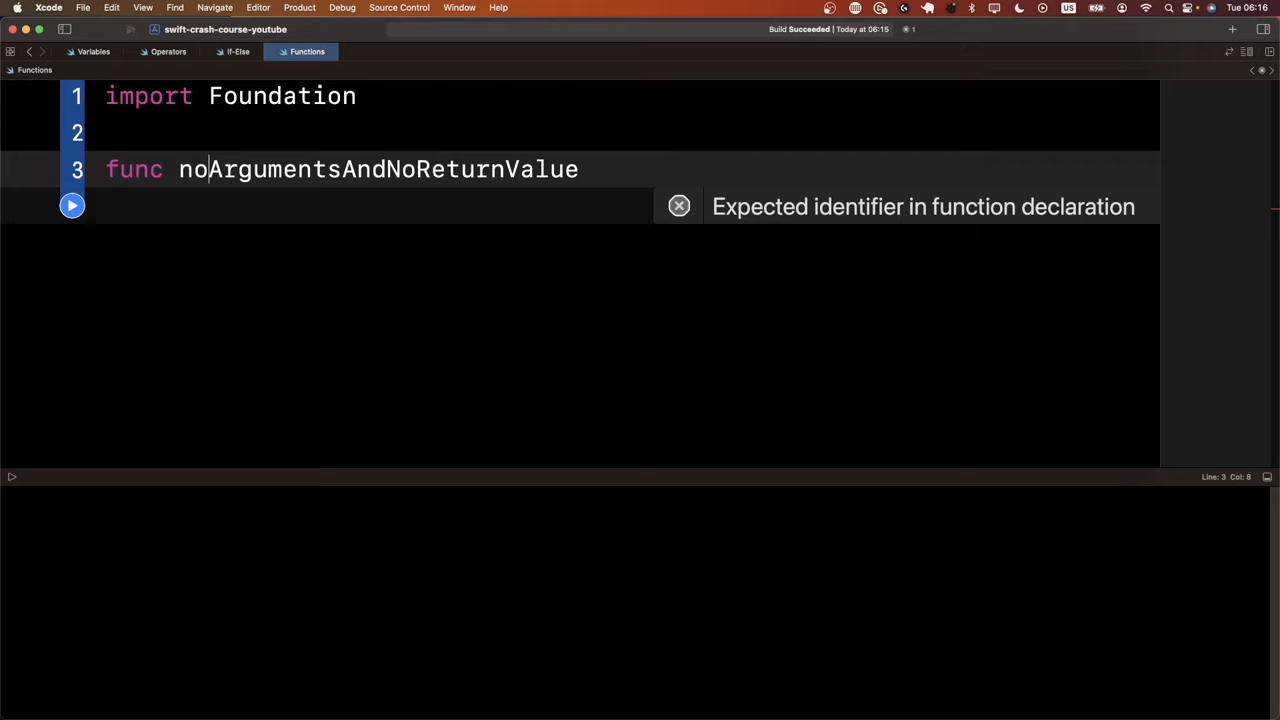 Xcode File Edit View Find Navigate Editor Product Debug Source Control Window Help US Tue 06:16
swift-crash-course-youtube Build Succeeded | Today at 06:15 1
Variables Operators If-Else Functions
Functions
1 import Foundation
2
3 func noArgumentsAndNoReturnValue
Expected identifier in function declaration
Line: 3 Col: 8